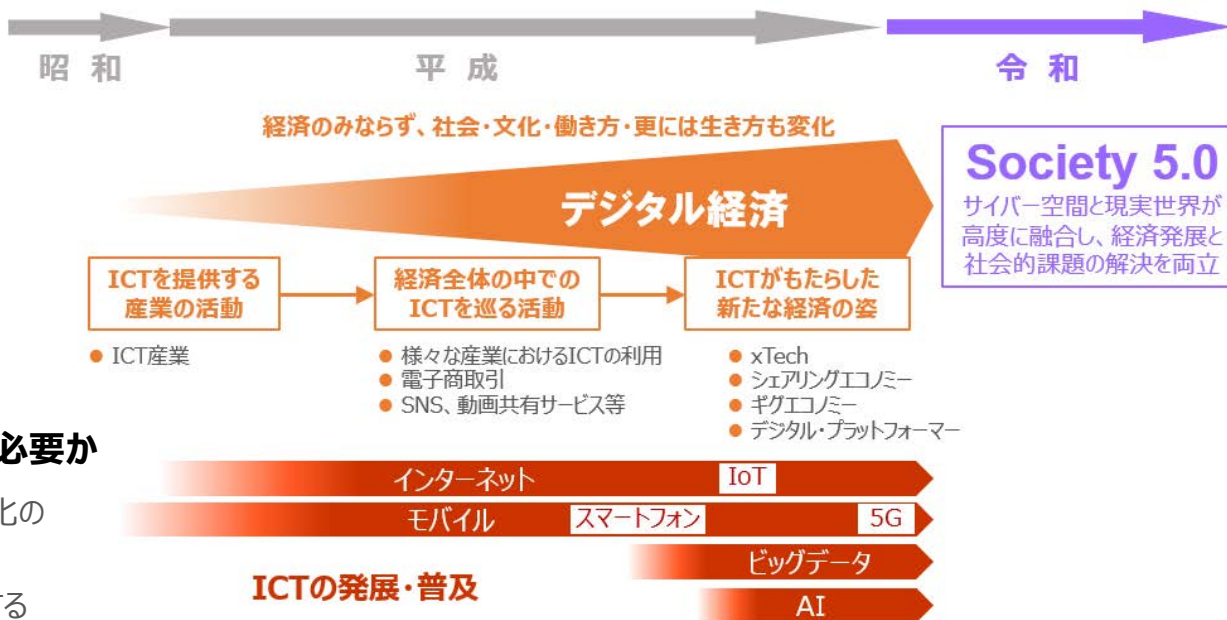 昭 和
平 成
令 和
経済のみならず、社会・文化・働き方・更には生き方も変化
デジタル経済
Society 5.0
サイバー空間と現実世界が
高度に融合し、経済発展と
社会的課題の解決を両立
ICTを提供する
産業の活動
経済全体の中での
ICTを巡る活動
ICTがもたらした
新たな経済の姿
● ICT産業
● 様々な産業におけるICTの利用
● 電子商取引
● SNS、動画共有サービス等
● xTech
● シェアリングエコノミー
● ギグエコノミー
● デジタル・プラットフォーマー
必要か
化の
する
インターネット
IoT
モバイル
スマートフォン
5G
ビッグデータ
AI
ICTの発展・普及